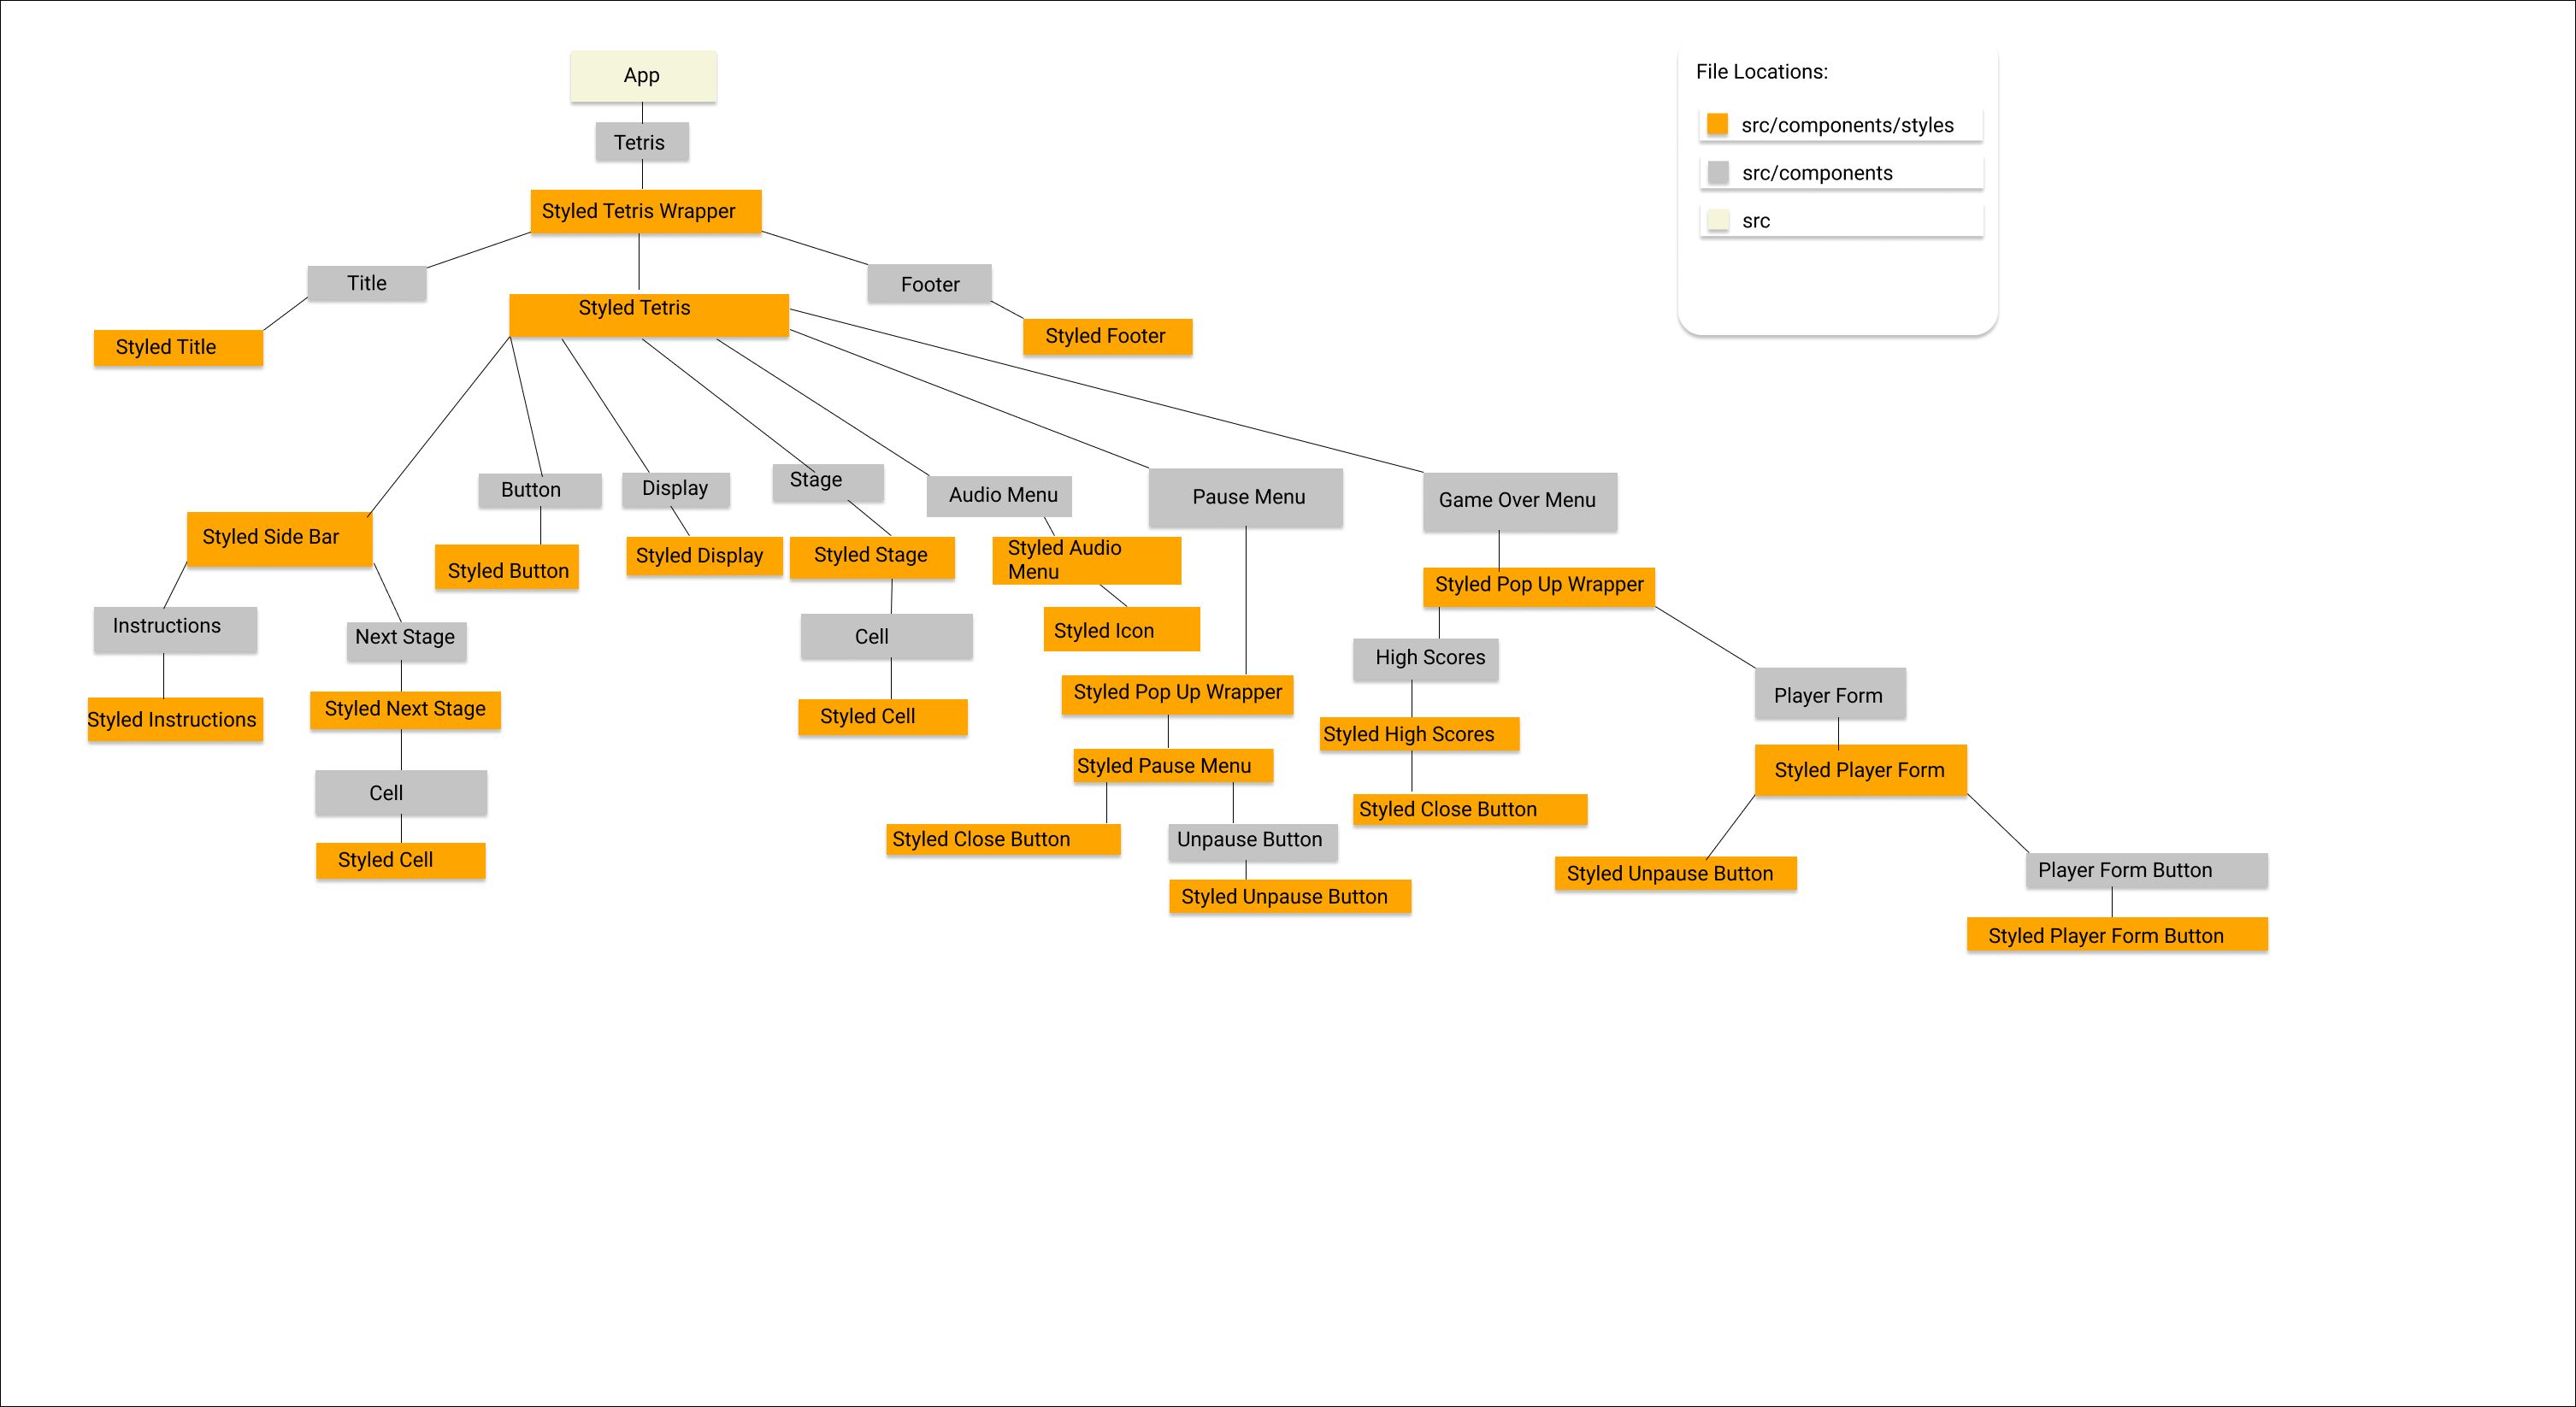 App
File Locations:
src/components/styles
src/components
src
Tetris
Styled Tetris Wrapper
Title
Footer
Styled Tetris
Styled Title
Styled Footer
Button
Display
Stage
Audio Menu
Pause Menu
Game Over Menu
Styled Side Bar
Styled Button
Styled Display
Styled Stage
Styled Audio
Menu
Styled Pop Up Wrapper
Instructions
Next Stage
Cell
Styled Icon
High Scores
Player Form
Styled Instructions
Styled Next Stage
Styled Cell
Styled Pop Up Wrapper
Styled High Scores
Styled Pause Menu
Styled Player Form
Cell
Styled Close Button
Styled Close Button
Unpause Button
Styled Cell
Styled Unpause Button
Styled Unpause Button
Player Form Button
Styled Player Form Button